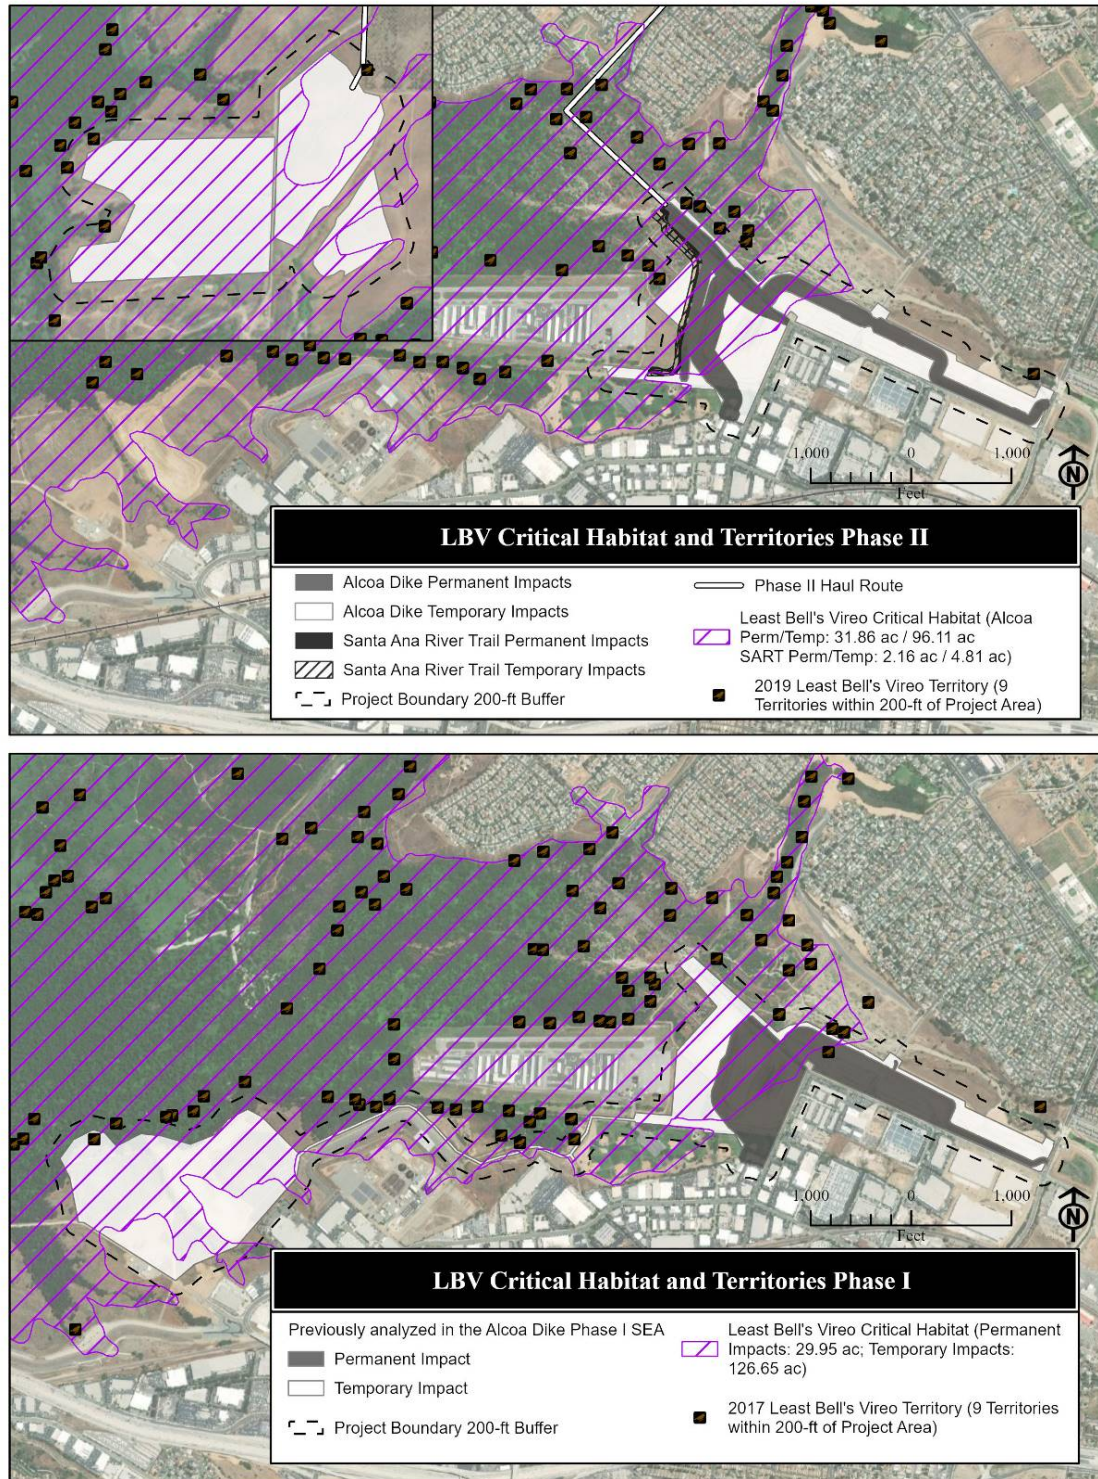 1,000
0
1,000
Feet
N
LBV Critical Habitat and Territories Phase II
Alcoa Dike Permanent Impacts
Alcoa Dike Temporary Impacts
Santa Ana River Trail Permanent Impacts
Santa Ana River Trail Temporary Impacts
Project Boundary 200-ft Buffer
Phase II Haul Route
Least Bell's Vireo Critical Habitat (Alcoa
Perm/Temp: 31.86 ac / 96.11 ac
SART Perm/Temp: 2.16 ac / 4.81 ac)
2019 Least Bell's Vireo Territory (9
Territories within 200-ft of Project Area)
1,000
0
1,000
Feet
N
LBV Critical Habitat and Territories Phase I
Previously analyzed in the Alcoa Dike Phase I SEA
Permanent Impact
Temporary Impact
Project Boundary 200-ft Buffer
Least Bell's Vireo Critical Habitat (Permanent
Impacts: 29.95 ac; Temporary Impacts:
126.65 ac)
2017 Least Bell's Vireo Territory (9 Territories
within 200-ft of Project Area)